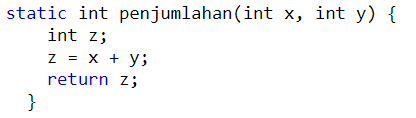 static int penjumlahan(int x, int y) {
    int z;
    z = x + y;
    return z;
  }